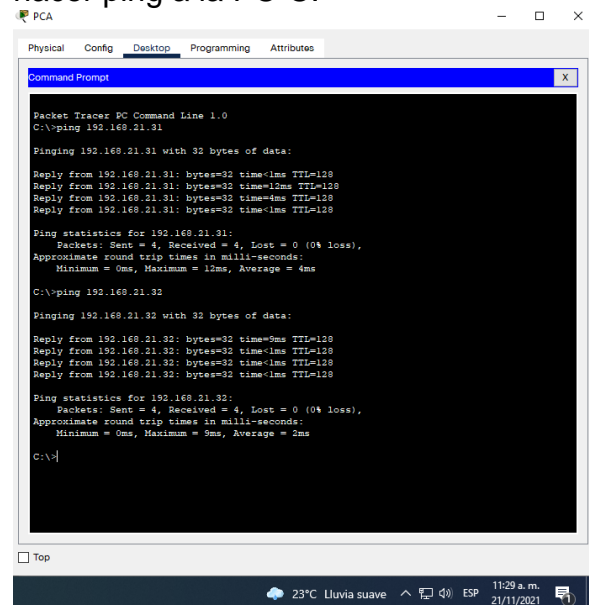 hacer ping a la PC C.
PCA
Physical Config Desktop Programming Attributes
Command Prompt X
Packet Tracer PC Command Line 1.0
C:\>ping 192.168.21.31
Pinging 192.168.21.31 with 32 bytes of data:
Reply from 192.168.21.31: bytes=32 time<1ms TTL=128
Reply from 192.168.21.31: bytes=32 time=12ms TTL=128
Reply from 192.168.21.31: bytes=32 time=4ms TTL=128
Reply from 192.168.21.31: bytes=32 time<1ms TTL=128
Ping statistics for 192.168.21.31:
Packets: Sent = 4, Received = 4, Lost = 0 (0% loss),
Approximate round trip times in milli-seconds:
Minimum = 0ms, Maximum = 12ms, Average = 4ms
C:\>ping 192.168.21.32
Pinging 192.168.21.32 with 32 bytes of data:
Reply from 192.168.21.32: bytes=32 time=9ms TTL=128
Reply from 192.168.21.32: bytes=32 time<1ms TTL=128
Reply from 192.168.21.32: bytes=32 time<1ms TTL=128
Reply from 192.168.21.32: bytes=32 time<1ms TTL=128
Ping statistics for 192.168.21.32:
Packets: Sent = 4, Received = 4, Lost = 0 (0% loss),
Approximate round trip times in milli-seconds:
Minimum = 0ms, Maximum = 9ms, Average = 2ms
C:\>
Top
23°C Lluvia suave ESP 11:29 a. m.
21/11/2021
1